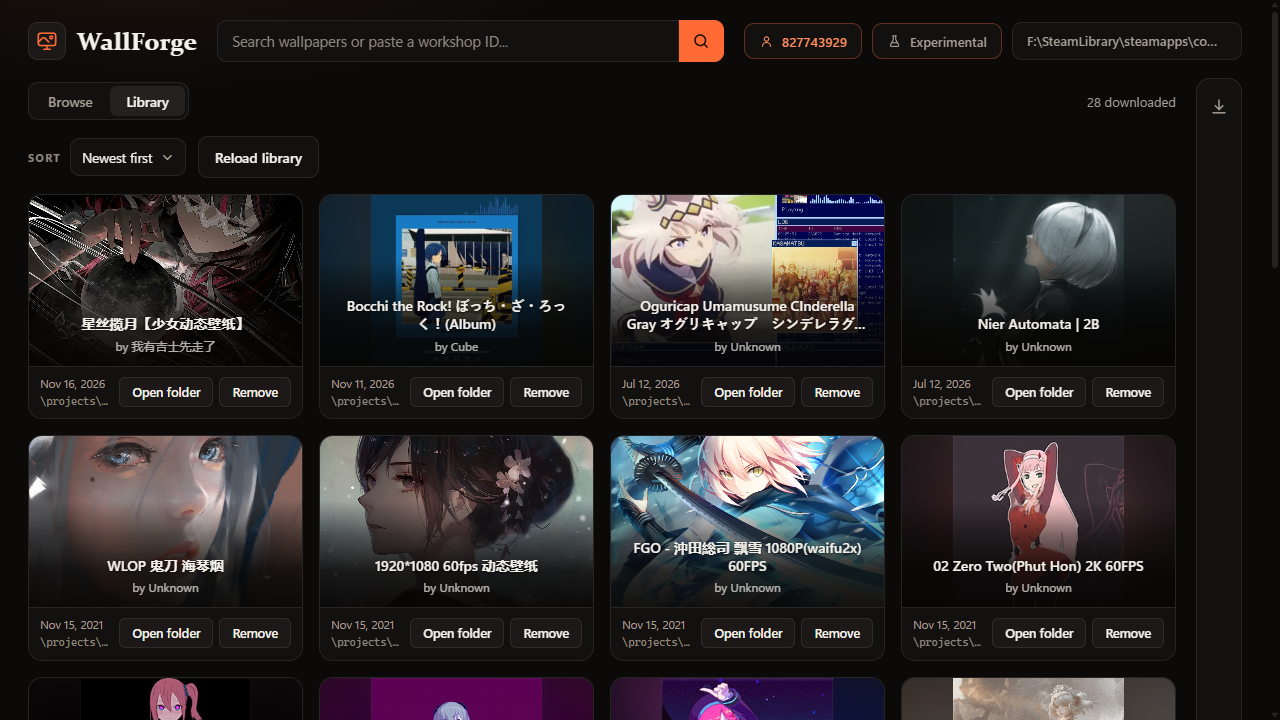 WallForge
Search wallpapers or paste a workshop ID...
827743929
Experimental
F:\SteamLibrary\steamapps\co...
Browse
Library
28 downloaded
SORT
Newest first
Reload library
星丝揽月【少女动态壁纸】
by 我有吉士先走了
Nov 16, 2026
\projects\…
Open folder
Remove
Bocchi the Rock! ぼっち・ざ・ろっ
く！(Album)
by Cube
Nov 11, 2026
\projects\…
Open folder
Remove
Playing
LOG
KASAMATSU
Oguricap Umamusume CInderella
Gray オグリキャップ　シンデレラグ…
by Unknown
Jul 12, 2026
\projects\…
Open folder
Remove
Nier Automata | 2B
by Unknown
Jul 12, 2026
\projects\…
Open folder
Remove
WLOP 鬼刀 海琴烟
by Unknown
Nov 15, 2021
\projects\…
Open folder
Remove
1920*1080 60fps 动态壁纸
by Unknown
Nov 15, 2021
\projects\…
Open folder
Remove
FGO - 沖田総司 飘雪 1080P(waifu2x)
60FPS
by Unknown
Nov 15, 2021
\projects\…
Open folder
Remove
02 Zero Two(Phut Hon) 2K 60FPS
by Unknown
Nov 15, 2021
\projects\…
Open folder
Remove